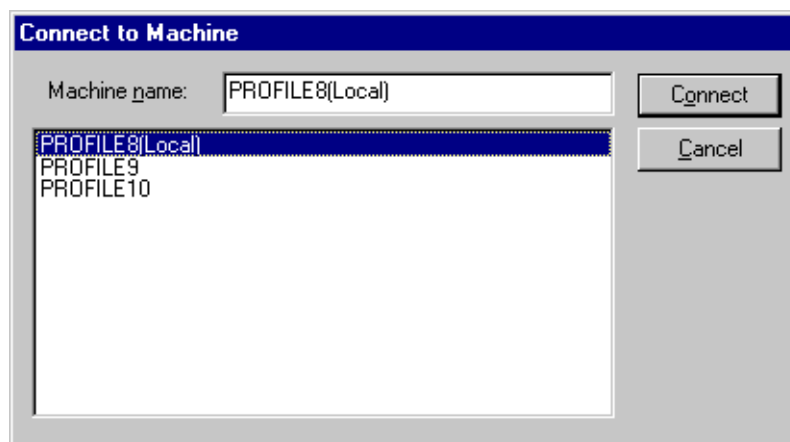 Connect to Machine
Machine name: PROFILE8(Local) Connect
PROFILE8(Local) Cancel
PROFILE9
PROFILE10